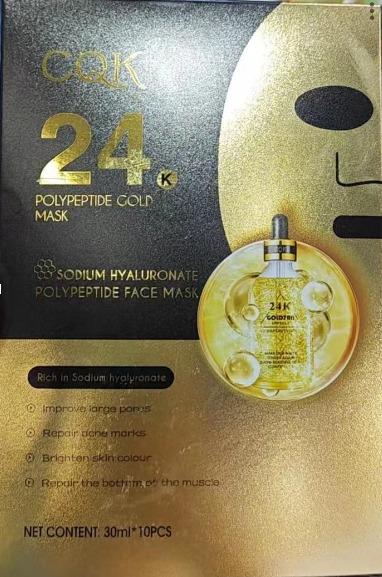 CQK
24
K
POLYPEPTIDE GOLD
MASK
SODIUM HYALURONATE
POLYPEPTIDE FACE MASK
24K
GOLDZAN
Rich in Sodium hyaluronate
Improve large pores
Repair acne marks
Brighten skin colour
Repair the bottom of the muscle
NET CONTENT: 30ml*10PCS